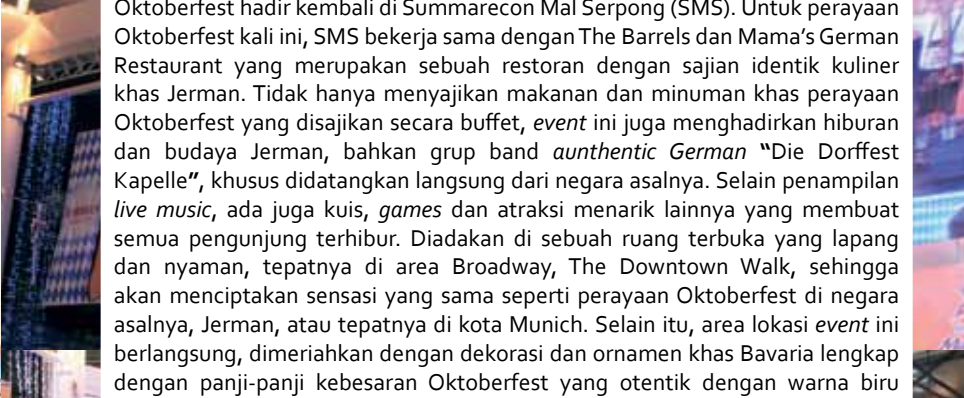 Oktoberfest hadir kembali di Summarecon Mal Serpong (SMS). Untuk perayaan
Oktoberfest kali ini, SMS bekerja sama dengan The Barrels dan Mama's German
Restaurant yang merupakan sebuah restoran dengan sajian identik kuliner
khas Jerman. Tidak hanya menyajikan makanan dan minuman khas perayaan
Oktoberfest yang disajikan secara buffet, event ini juga menghadirkan hiburan
dan budaya Jerman, bahkan grup band aunthentic German "Die Dorffest
Kapelle", khusus didatangkan langsung dari negara asalnya. Selain penampilan
live music, ada juga kuis, games dan atraksi menarik lainnya yang membuat
semua pengunjung terhibur. Diadakan di sebuah ruang terbuka yang lapang
dan nyaman, tepatnya di area Broadway, The Downtown Walk, sehingga
akan menciptakan sensasi yang sama seperti perayaan Oktoberfest di negara
asalnya, Jerman, atau tepatnya di kota Munich. Selain itu, area lokasi event ini
berlangsung, dimeriahkan dengan dekorasi dan ornamen khas Bavaria lengkap
dengan panji-panji kebesaran Oktoberfest yang otentik dengan warna biru